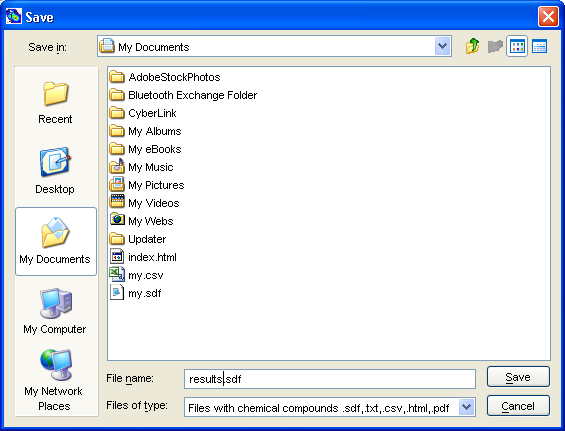 Save
Save in:
My Documents
Recent
Desktop
My Documents
My Computer
My Network
Places
AdobeStockPhotos
Bluetooth Exchange Folder
CyberLink
My Albums
My eBooks
My Music
My Pictures
My Videos
My Webs
Updater
index.html
my.csv
my.sdf
File name:
results.sdf
Save
Files of type:
Files with chemical compounds .sdf,.txt,.csv,.html,.pdf
Cancel